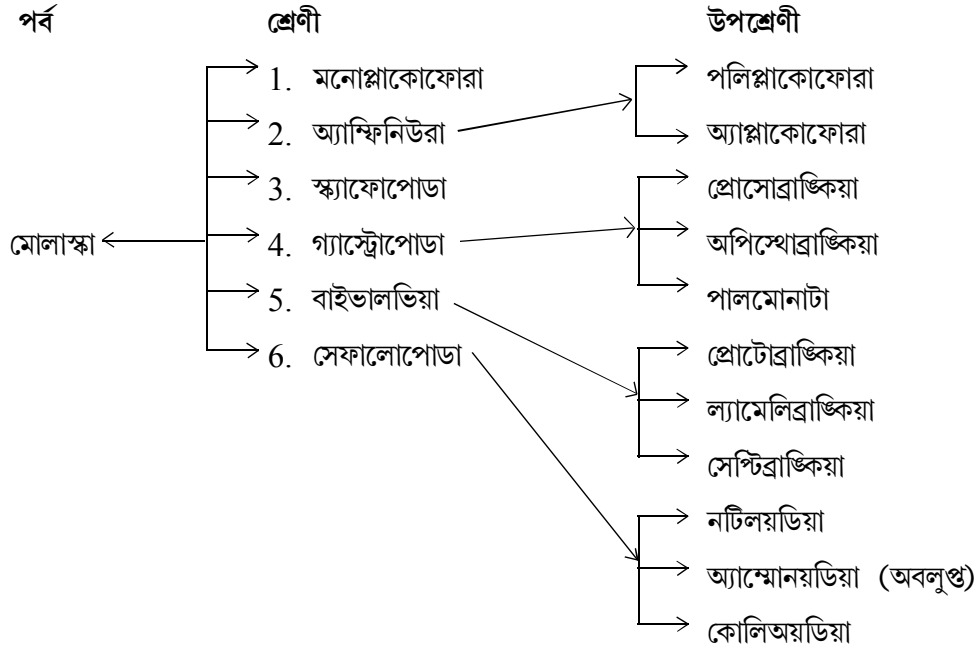 পর্ব শ্রেণী উপশ্রেণী
1. মনোপ্লাকোফোরা পলিপ্লাকোফোরা
2. অ্যাম্ফিনিউরা অ্যাপ্লাকোফোরা
3. স্ক্যাফোপোডা প্রোসোব্রাঙ্কিয়া
মোলাস্কা 4. গ্যাস্ট্রোপোডা অপিস্থোব্রাঙ্কিয়া
5. বাইভালভিয়া পালমোনাটা
6. সেফালোপোডা প্রোটোব্রাঙ্কিয়া
ল্যামেলিব্রাঙ্কিয়া
সেপ্টিব্রাঙ্কিয়া
নটিলয়ডিয়া
অ্যাম্মোনয়ডিয়া (অবলুপ্ত)
কোলিঅয়ডিয়া